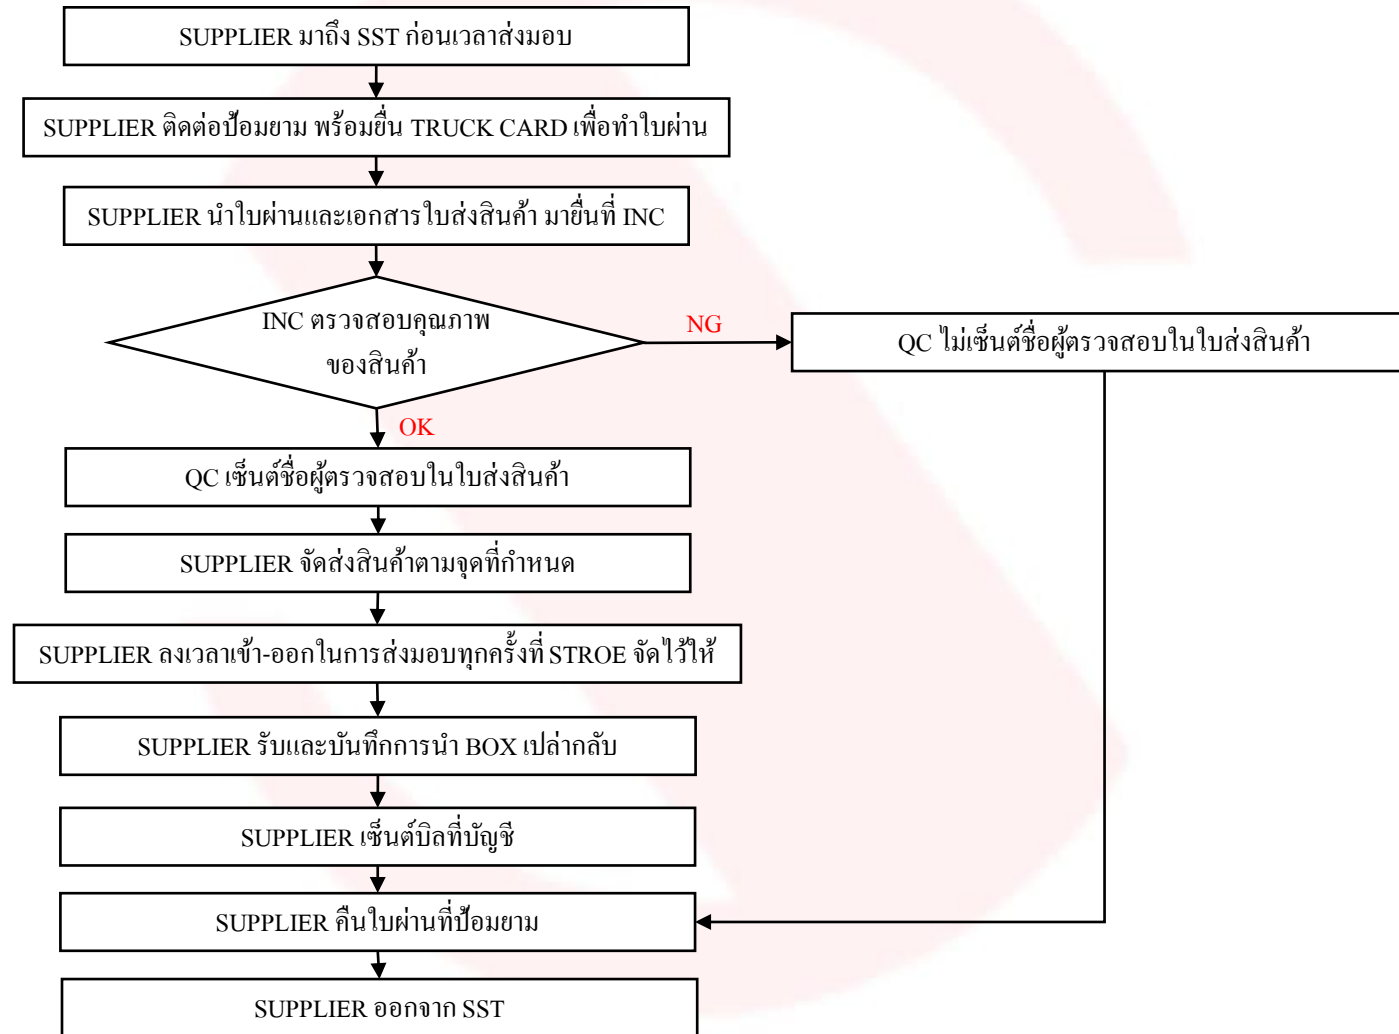 SUPPLIER มาถึง SST ก่อนเวลาส่งมอบ
SUPPLIER ติดต่อป้อมยาม พร้อมยื่น TRUCK CARD เพื่อทำใบผ่าน
SUPPLIER นำใบผ่านและเอกสารใบส่งสินค้า มายื่นที่ INC
INC ตรวจสอบคุณภาพ
ของสินค้า
NG
QC ไม่เซ็นต์ชื่อผู้ตรวจสอบในใบส่งสินค้า
OK
QC เซ็นต์ชื่อผู้ตรวจสอบในใบส่งสินค้า
SUPPLIER จัดส่งสินค้าตามจุดที่กำหนด
SUPPLIER ลงเวลาเข้า-ออกในการส่งมอบทุกครั้งที่ STROE จัดไว้ให้
SUPPLIER รับและบันทึกการนำ BOX เปล่ากลับ
SUPPLIER เซ็นต์บิลที่บัญชี
SUPPLIER คืนใบผ่านที่ป้อมยาม
SUPPLIER ออกจาก SST